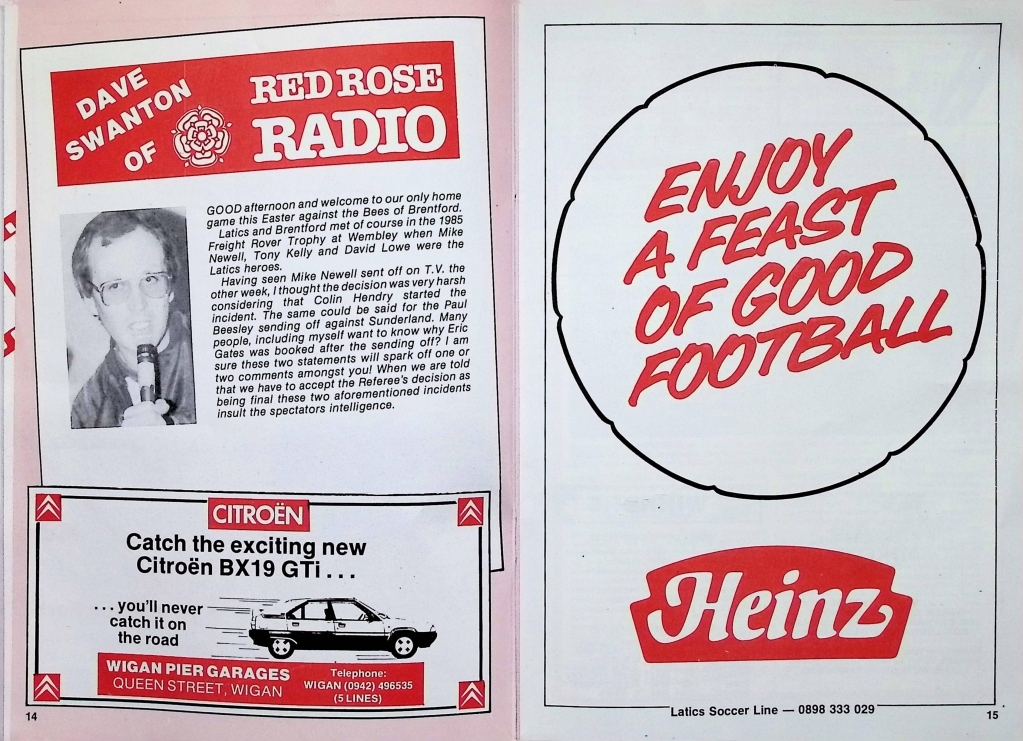 DAVE
SWANTON
OF
RED ROSE
RADIO
GOOD afternoon and welcome to our only home
game this Easter against the Bees of Brentford.
Latics and Brentford met of course in the 1985
Freight Rover Trophy at Wembley when Mike
Newell, Tony Kelly and David Lowe were the
Latics heroes.
Having seen Mike Newell sent off on T.V. the
other week, I thought the decision was very harsh
considering that Colin Hendry started the
incident. The same could be said for the Paul
Beesley sending off against Sunderland. Many
people, including myself want to know why Eric
Gates was booked after the sending off? I am
sure these two statements will spark off one or
two comments amongst you! When we are told
that we have to accept the Referee's decision as
being final these two aforementioned incidents
insult the spectators intelligence.
CITROËN
Catch the exciting new
Citroën BX19 GTi . . .
. . . you'll never
catch it on
the road
WIGAN PIER GARAGES
QUEEN STREET, WIGAN
Telephone:
WIGAN (0942) 496535
(5 LINES)
14
ENJOY
A FEAST
OF GOOD
FOOTBALL
Heinz
Latics Soccer Line — 0898 333 029
15